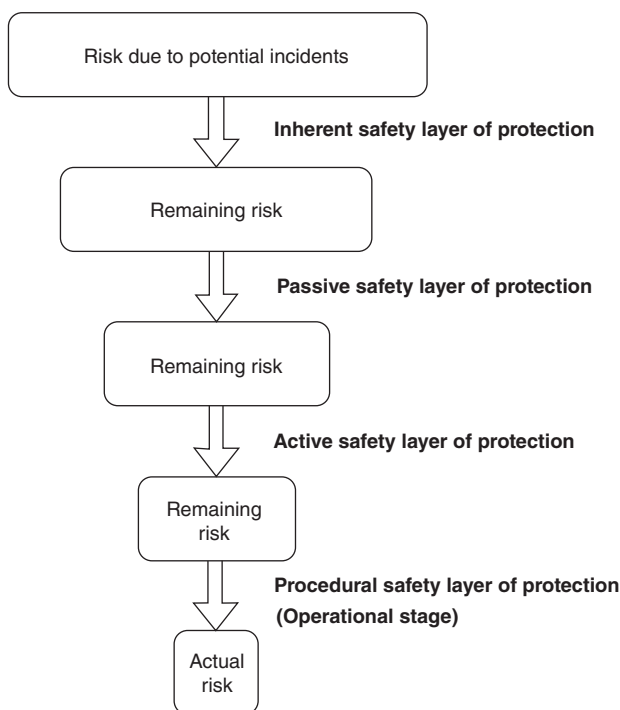 Risk due to potential incidents
Inherent safety layer of protection
Remaining risk
Passive safety layer of protection
Remaining risk
Active safety layer of protection
Remaining
risk
Procedural safety layer of protection
(Operational stage)
Actual
risk